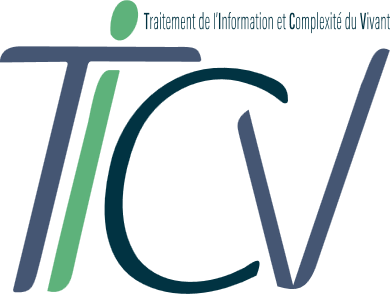 Traitement de l'Information et Complexité du Vivant
TiCV